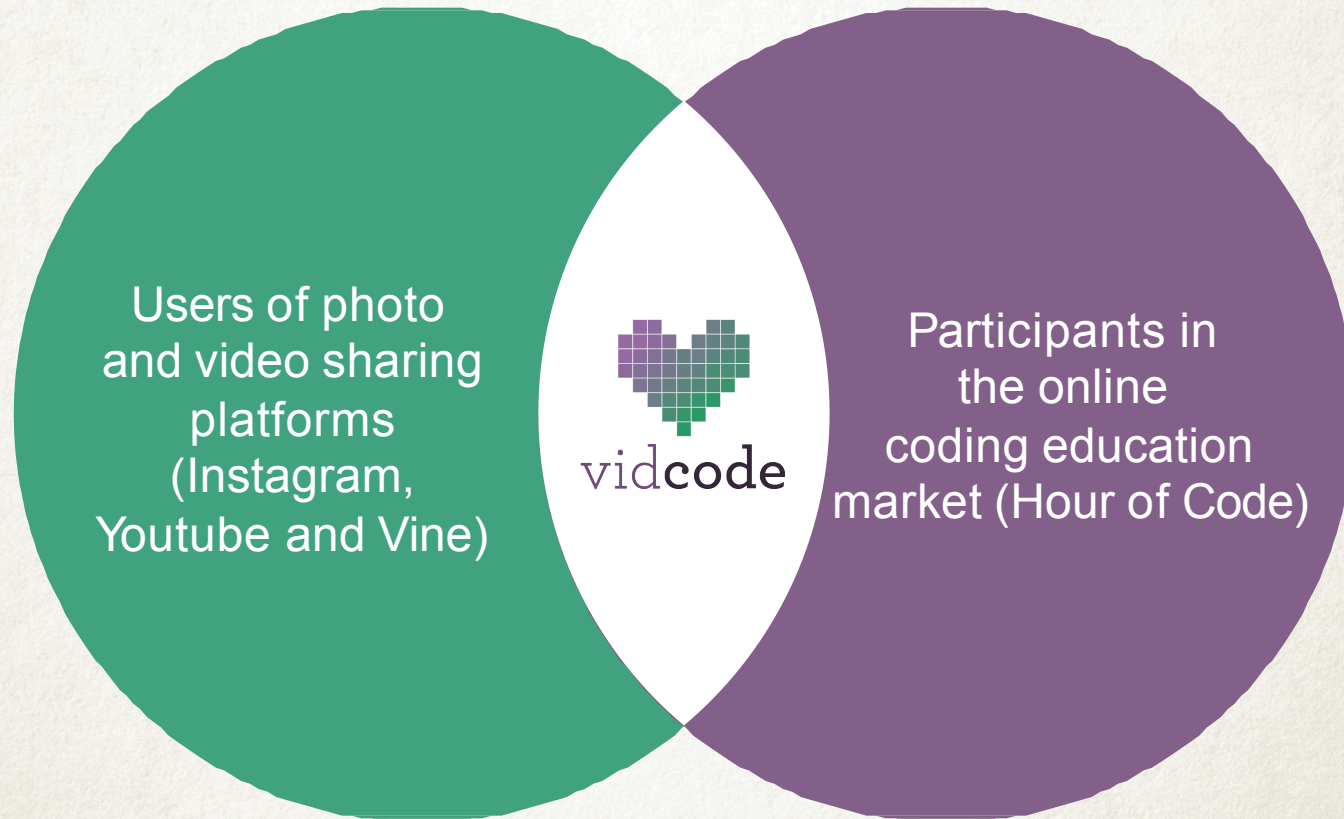 Users of photo
and video sharing
platforms
(Instagram,
Youtube and Vine)
vidcode
Participants in
the online
coding education
market (Hour of Code)